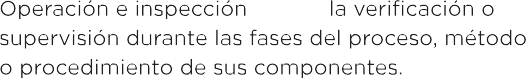 Operación e inspección la verificación o
supervisión durante las fases del proceso, método
o procedimiento de sus componentes.